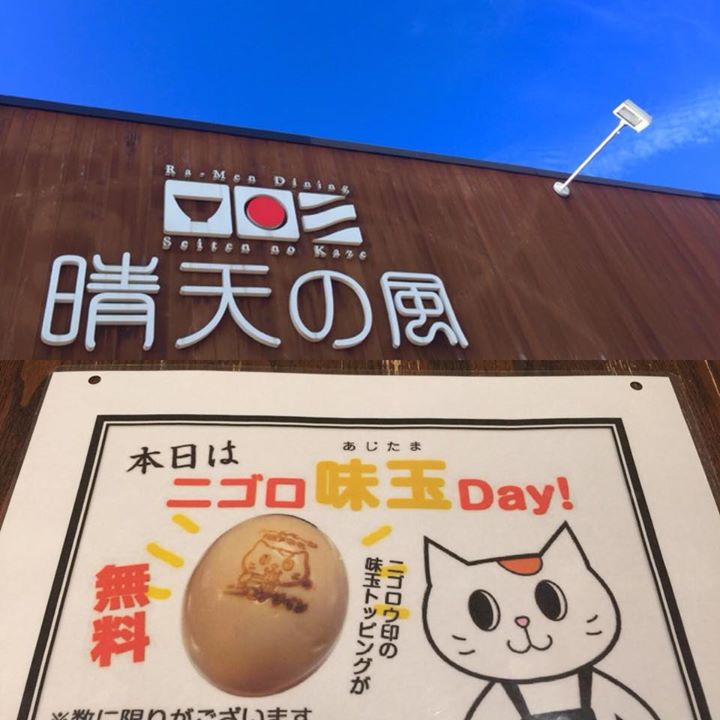 Ra-Men Dining
Seiten no Kaze
晴天の風
本日は
あじたま
ニゴロ味玉Day!
ニゴロウ印の
味玉トッピングが
無料
※数に限りがございます